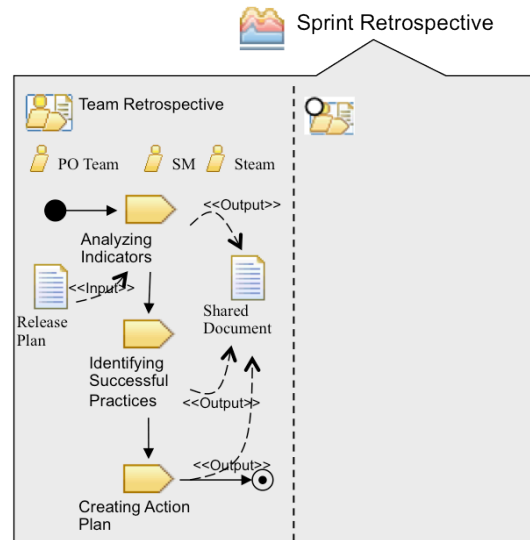 Sprint Retrospective
Team Retrospective
PO Team
SM
Steam
<<Output>>
Analyzing
Indicators
<<Input>>
Release
Plan
Shared
Document
Identifying
Successful
Practices
<<Output>>
<<Output>>
Creating Action
Plan